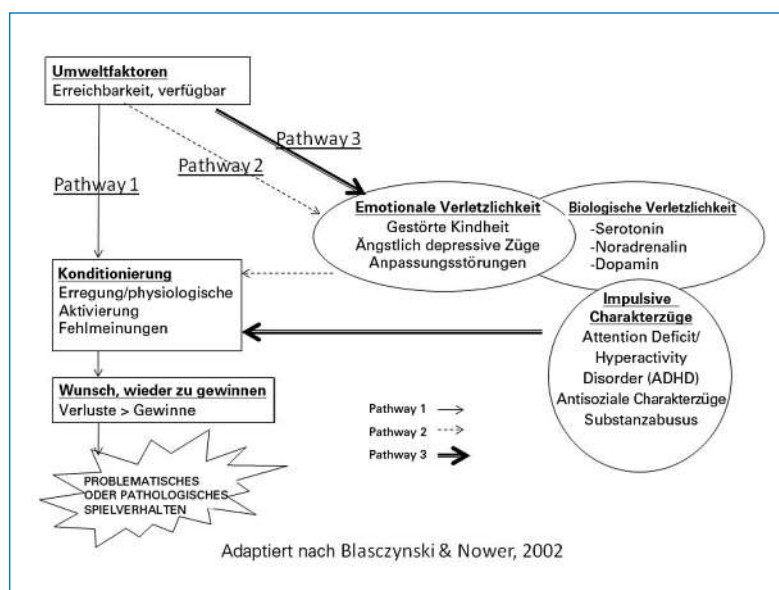 Umweltfaktoren
Erreichbarkeit, verfügbar
Pathway 3
Pathway 2
Pathway 1
Emotionale Verletzlichkeit
Gestörte Kindheit
Ängstlich depressive Züge
Anpassungsstörungen
Biologische Verletzlichkeit
-Serotonin
-Noradrenalin
-Dopamin
Konditionierung
Erregung/physiologische
Aktivierung
Fehlmeinungen
Impulsive
Charakterzüge
Attention Deficit/
Hyperactivity
Disorder (ADHD)
Antisoziale Charakterzüge
Substanzabusus
Wunsch, wieder zu gewinnen
Verluste > Gewinne
Pathway 1
Pathway 2
Pathway 3
PROBLEMATISCHES
ODER PATHOLOGISCHES
SPIELVERHALTEN
Adaptiert nach Blasczynski & Nower, 2002